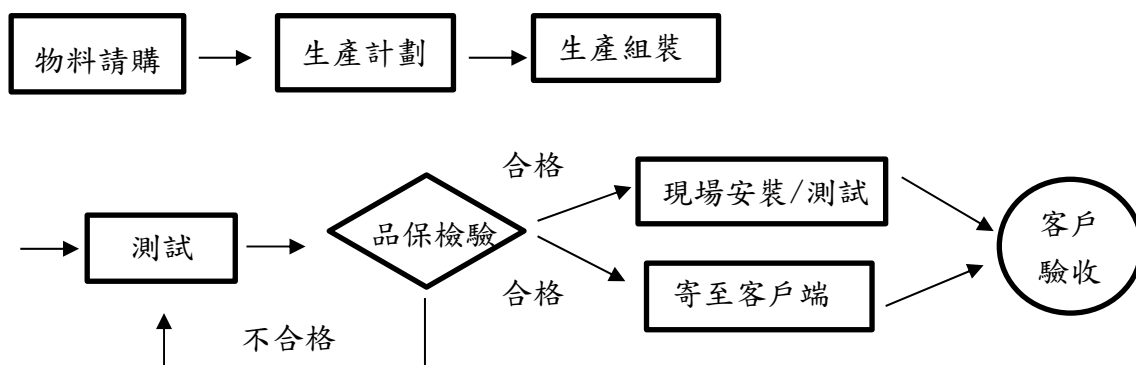 物料請購
生產計劃
生產組裝
合格
現場安裝/測試
測試
品保檢驗
客戶
驗收
合格
寄至客戶端
不合格